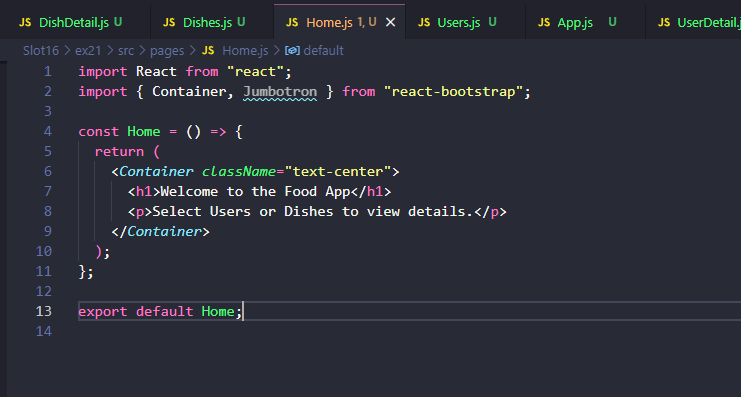 JS DishDetail.js U JS Dishes.js U JS Home.js 1, U JS Users.js U JS App.js U JS UserDetail.j
Slot16 > ex21 > src > pages > JS Home.js > default
1 import React from "react";
2 import { Container, Jumbotron } from "react-bootstrap";
3
4 const Home = () => {
5   return (
6     <Container className="text-center">
7       <h1>Welcome to the Food App</h1>
8       <p>Select Users or Dishes to view details.</p>
9     </Container>
10   );
11 };
12
13 export default Home;
14